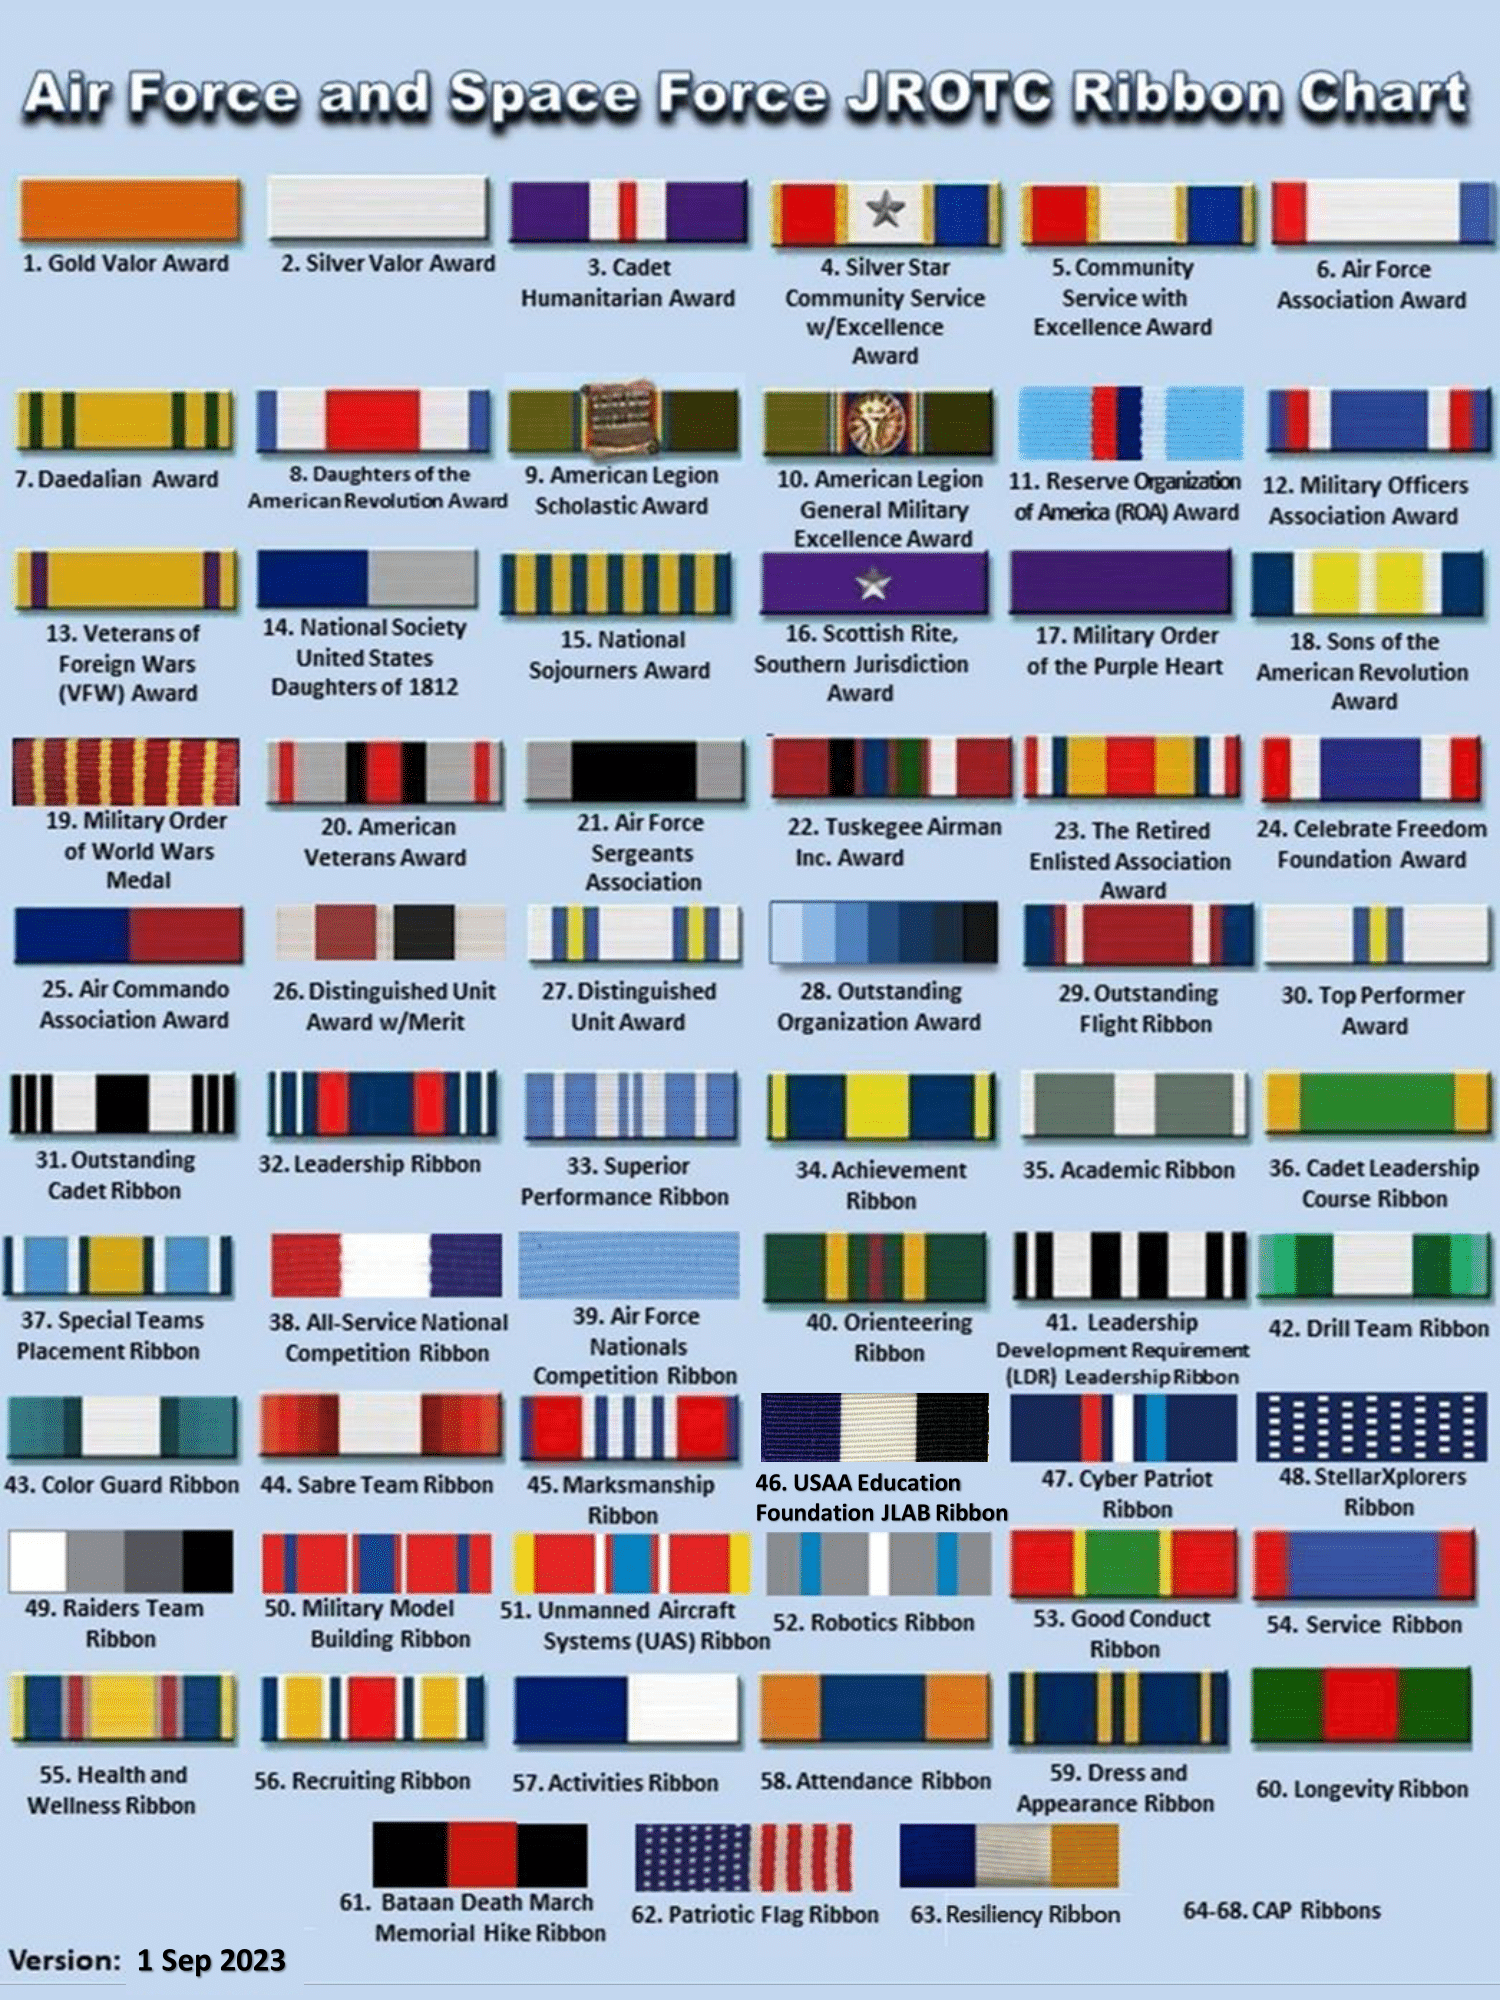 Air Force and Space Force JROTC Ribbon Chart
1. Gold Valor Award
2. Silver Valor Award
3. Cadet
Humanitarian Award
4. Silver Star
Community Service
w/Excellence
Award
5. Community
Service with
Excellence Award
6. Air Force
Association Award
7. Daedalian Award
8. Daughters of the
American Revolution Award
9. American Legion
Scholastic Award
10. American Legion
General Military
Excellence Award
11. Reserve Organization
of America (ROA) Award
12. Military Officers
Association Award
13. Veterans of
Foreign Wars
(VFW) Award
14. National Society
United States
Daughters of 1812
15. National
Sojourners Award
16. Scottish Rite,
Southern Jurisdiction
Award
17. Military Order
of the Purple Heart
18. Sons of the
American Revolution
Award
19. Military Order
of World Wars
Medal
20. American
Veterans Award
21. Air Force
Sergeants
Association
22. Tuskegee Airman
Inc. Award
23. The Retired
Enlisted Association
Award
24. Celebrate Freedom
Foundation Award
25. Air Commando
Association Award
26. Distinguished Unit
Award w/Merit
27. Distinguished
Unit Award
28. Outstanding
Organization Award
29. Outstanding
Flight Ribbon
30. Top Performer
Award
31. Outstanding
Cadet Ribbon
32. Leadership Ribbon
33. Superior
Performance Ribbon
34. Achievement
Ribbon
35. Academic Ribbon
36. Cadet Leadership
Course Ribbon
37. Special Teams
Placement Ribbon
38. All-Service National
Competition Ribbon
39. Air Force
Nationals
Competition Ribbon
40. Orienteering
Ribbon
41. Leadership
Development Requirement
(LDR) Leadership Ribbon
42. Drill Team Ribbon
43. Color Guard Ribbon
44. Sabre Team Ribbon
45. Marksmanship
Ribbon
46. USAA Education
Foundation JLAB Ribbon
47. Cyber Patriot
Ribbon
48. StellarXplorers
Ribbon
49. Raiders Team
Ribbon
50. Military Model
Building Ribbon
51. Unmanned Aircraft
Systems (UAS) Ribbon
52. Robotics Ribbon
53. Good Conduct
Ribbon
54. Service Ribbon
55. Health and
Wellness Ribbon
56. Recruiting Ribbon
57. Activities Ribbon
58. Attendance Ribbon
59. Dress and
Appearance Ribbon
60. Longevity Ribbon
61. Bataan Death March
Memorial Hike Ribbon
62. Patriotic Flag Ribbon
63. Resiliency Ribbon
64-68. CAP Ribbons
Version: 1 Sep 2023